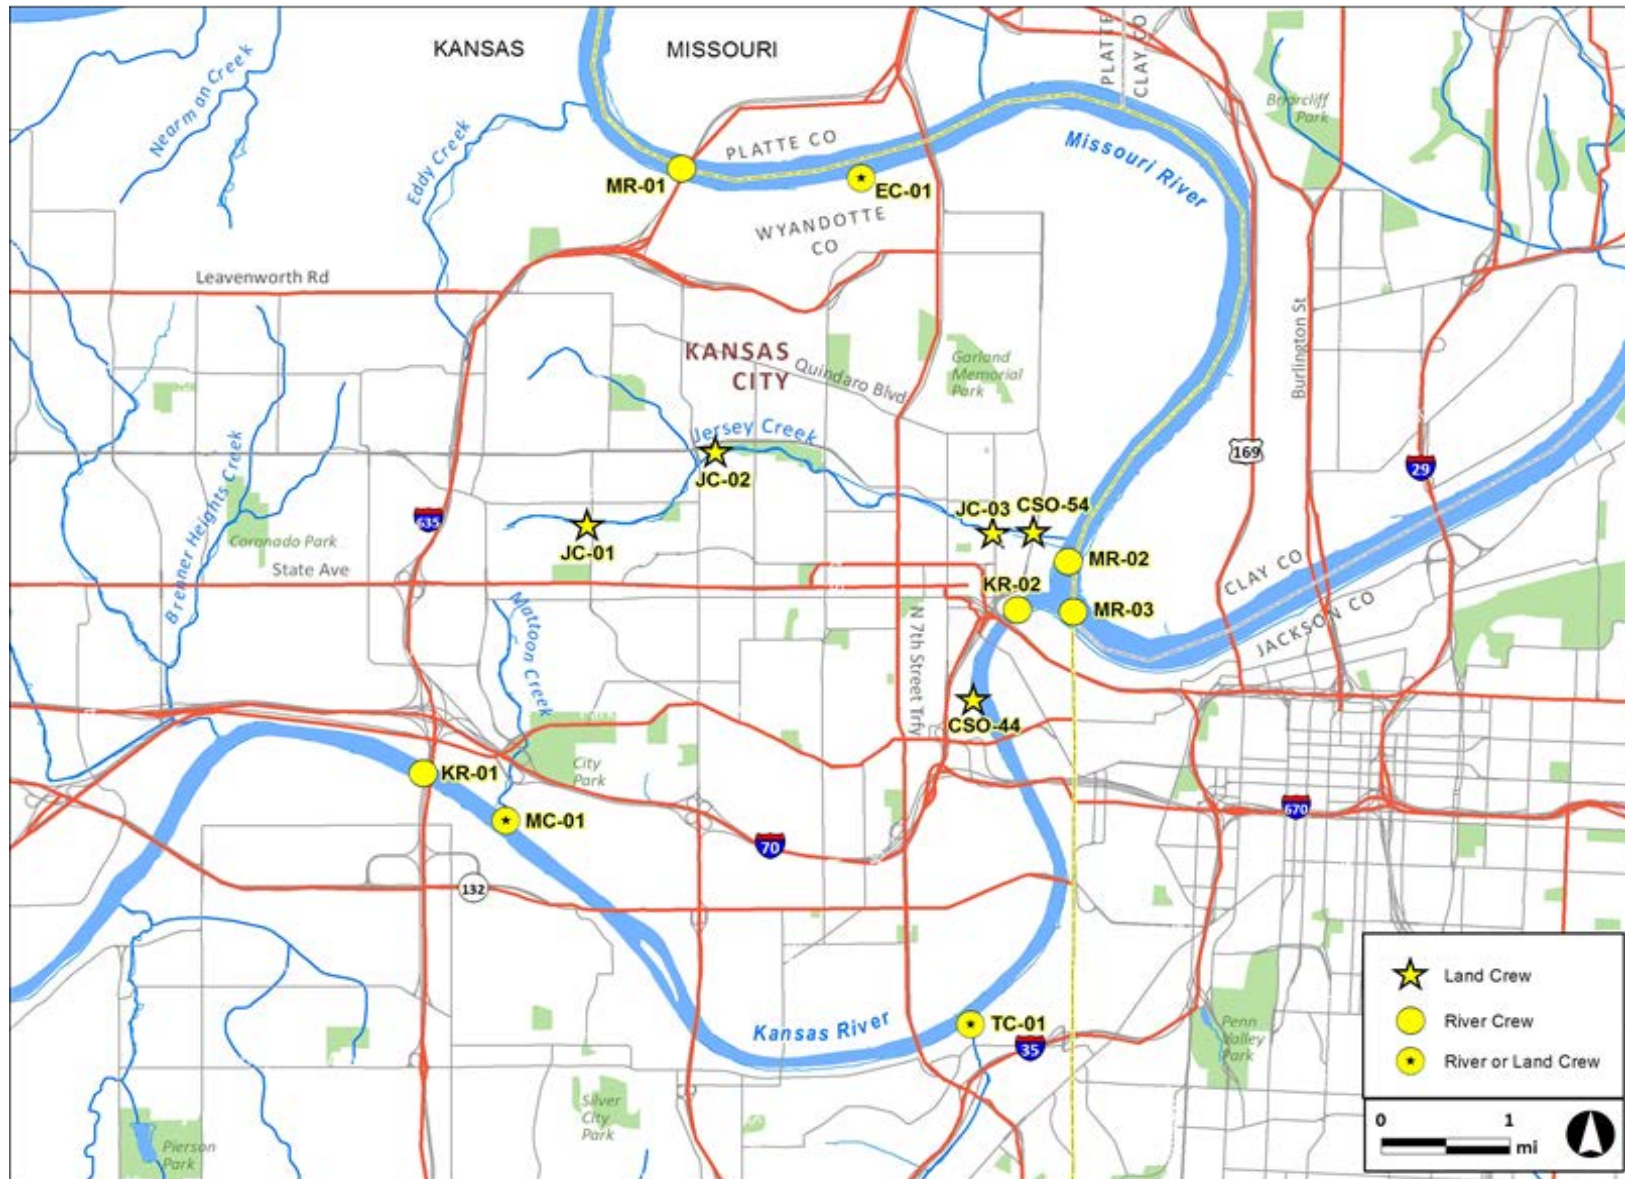 KANSAS
MISSOURI
PLATTE
CLAY CO
Nearman Creek
Eddy Creek
Briarcliff
Park
PLATTE CO
Missouri River
MR-01
EC-01
WYANDOTTE
CO
Leavenworth Rd
KANSAS
CITY
Quindaro Blvd
Garland
Memorial
Park
Burlington St
Jersey Creek
169
29
JC-02
Brenner Heights Creek
635
JC-03
CSO-54
Coronado Park
JC-01
MR-02
State Ave
KR-02
CLAY CO
Mattoon Creek
MR-03
JACKSON CO
N 7th Street Trfy
CSO-44
City
Park
KR-01
MC-01
670
70
132
Kansas River
TC-01
35
Penn
Valley
Park
Silver
City
Park
Pierson
Park
Land Crew
River Crew
River or Land Crew
0 1
mi